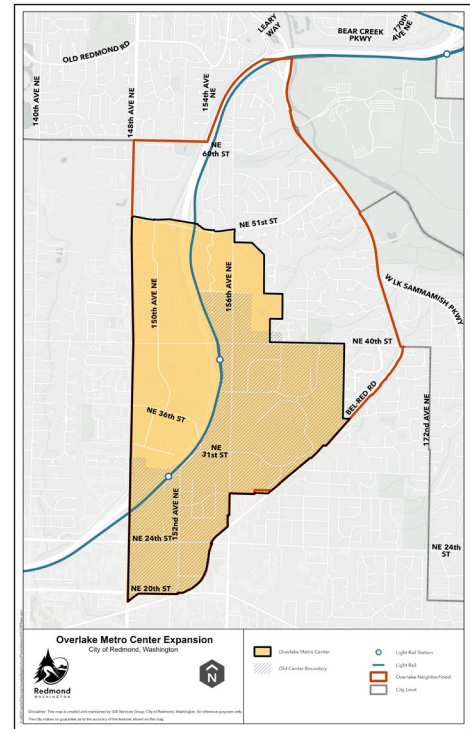 LEARY
WAY
BEAR CREEK
PKWY
170th
AVE NE
OLD REDMOND RD
140th AVE NE
148th AVE NE
154th AVE
NE
NE
60th ST
NE 51st ST
150th AVE NE
156th AVE NE
W LK SAMMAMISH PKWY
NE 40th ST
BEL-RED RD
172nd AVE NE
NE 36th ST
NE
31st ST
152nd AVE NE
NE 24th ST
NE 24th
ST
NE 20th ST
Overlake Metro Center Expansion
City of Redmond, Washington
Redmond
WASHINGTON
N
Overlake Metro Center
Old Center Boundary
Light Rail Station
Light Rail
Overlake Neighborhood
City Limit
Disclaimer: This map is created and maintained by GIS Services Group, City of Redmond, Washington, for reference purposes only.
The City makes no guarantee as to the accuracy of the features shown on this map.